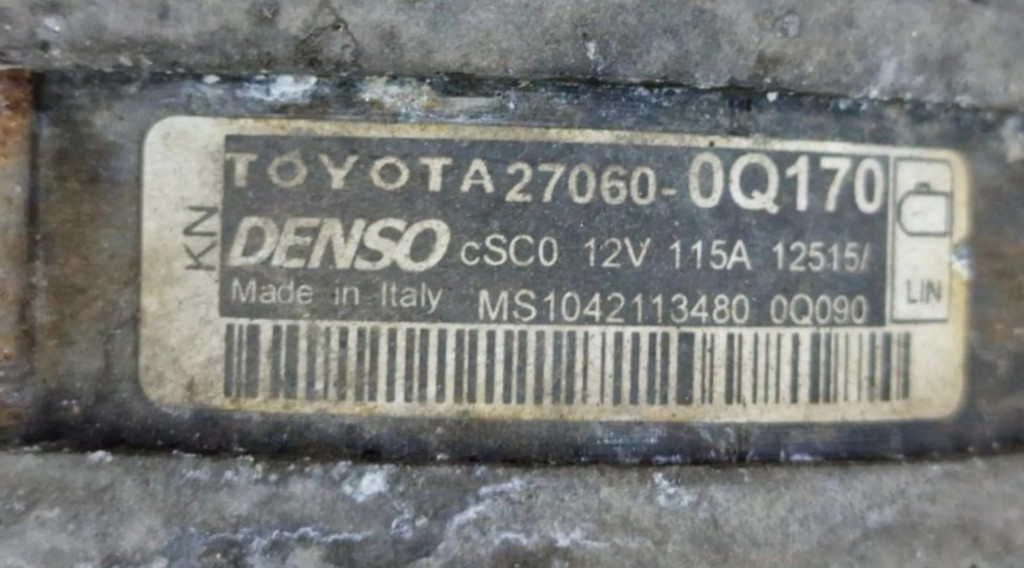 TOYOTA 27060-0Q170
DENSO cSC0 12V 115A 12515/
Made in Italy MS1042113480 0Q090
KN
LIN